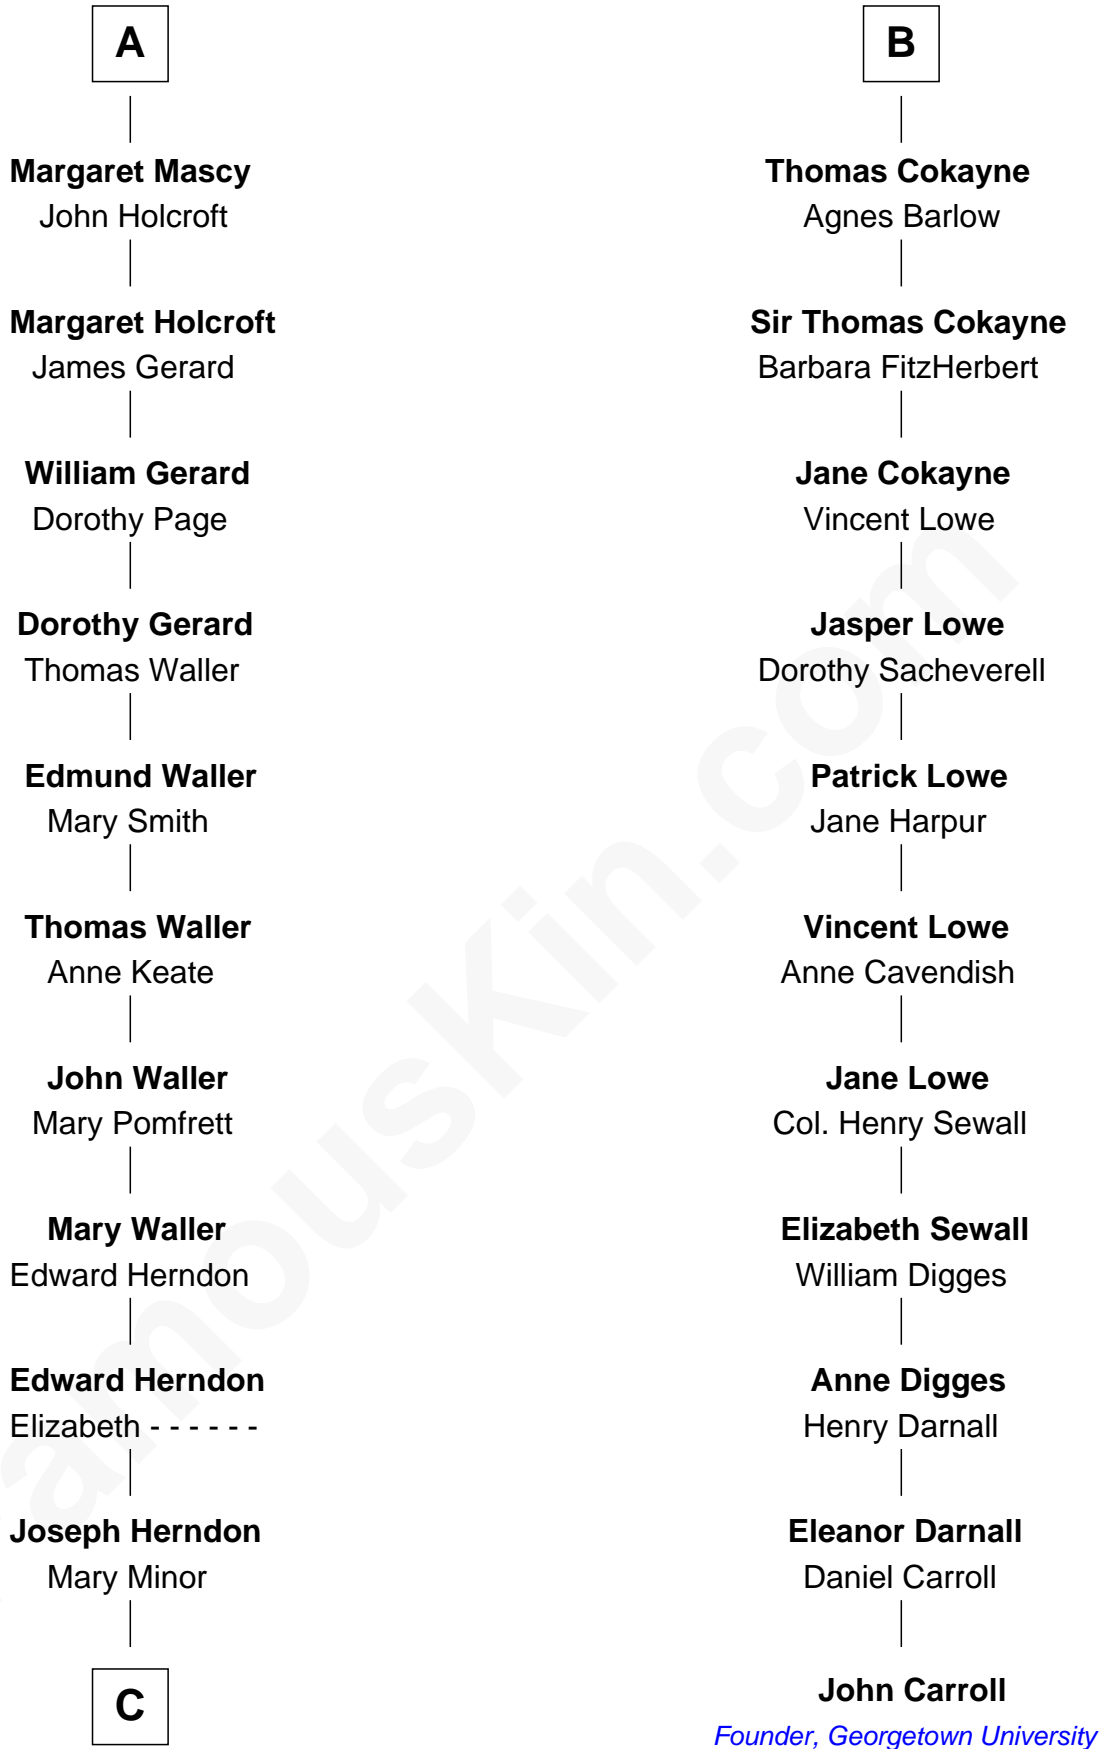 A
Margaret Mascy
John Holcroft
Margaret Holcroft
James Gerard
William Gerard
Dorothy Page
Dorothy Gerard
Thomas Waller
Edmund Waller
Mary Smith
Thomas Waller
Anne Keate
John Waller
Mary Pomfrett
Mary Waller
Edward Herndon
Edward Herndon
Elizabeth - - - - - -
Joseph Herndon
Mary Minor
C
B
Thomas Cokayne
Agnes Barlow
Sir Thomas Cokayne
Barbara FitzHerbert
Jane Cokayne
Vincent Lowe
Jasper Lowe
Dorothy Sacheverell
Patrick Lowe
Jane Harpur
Vincent Lowe
Anne Cavendish
Jane Lowe
Col. Henry Sewall
Elizabeth Sewall
William Digges
Anne Digges
Henry Darnall
Eleanor Darnall
Daniel Carroll
John Carroll
Founder, Georgetown University
amousKin.com